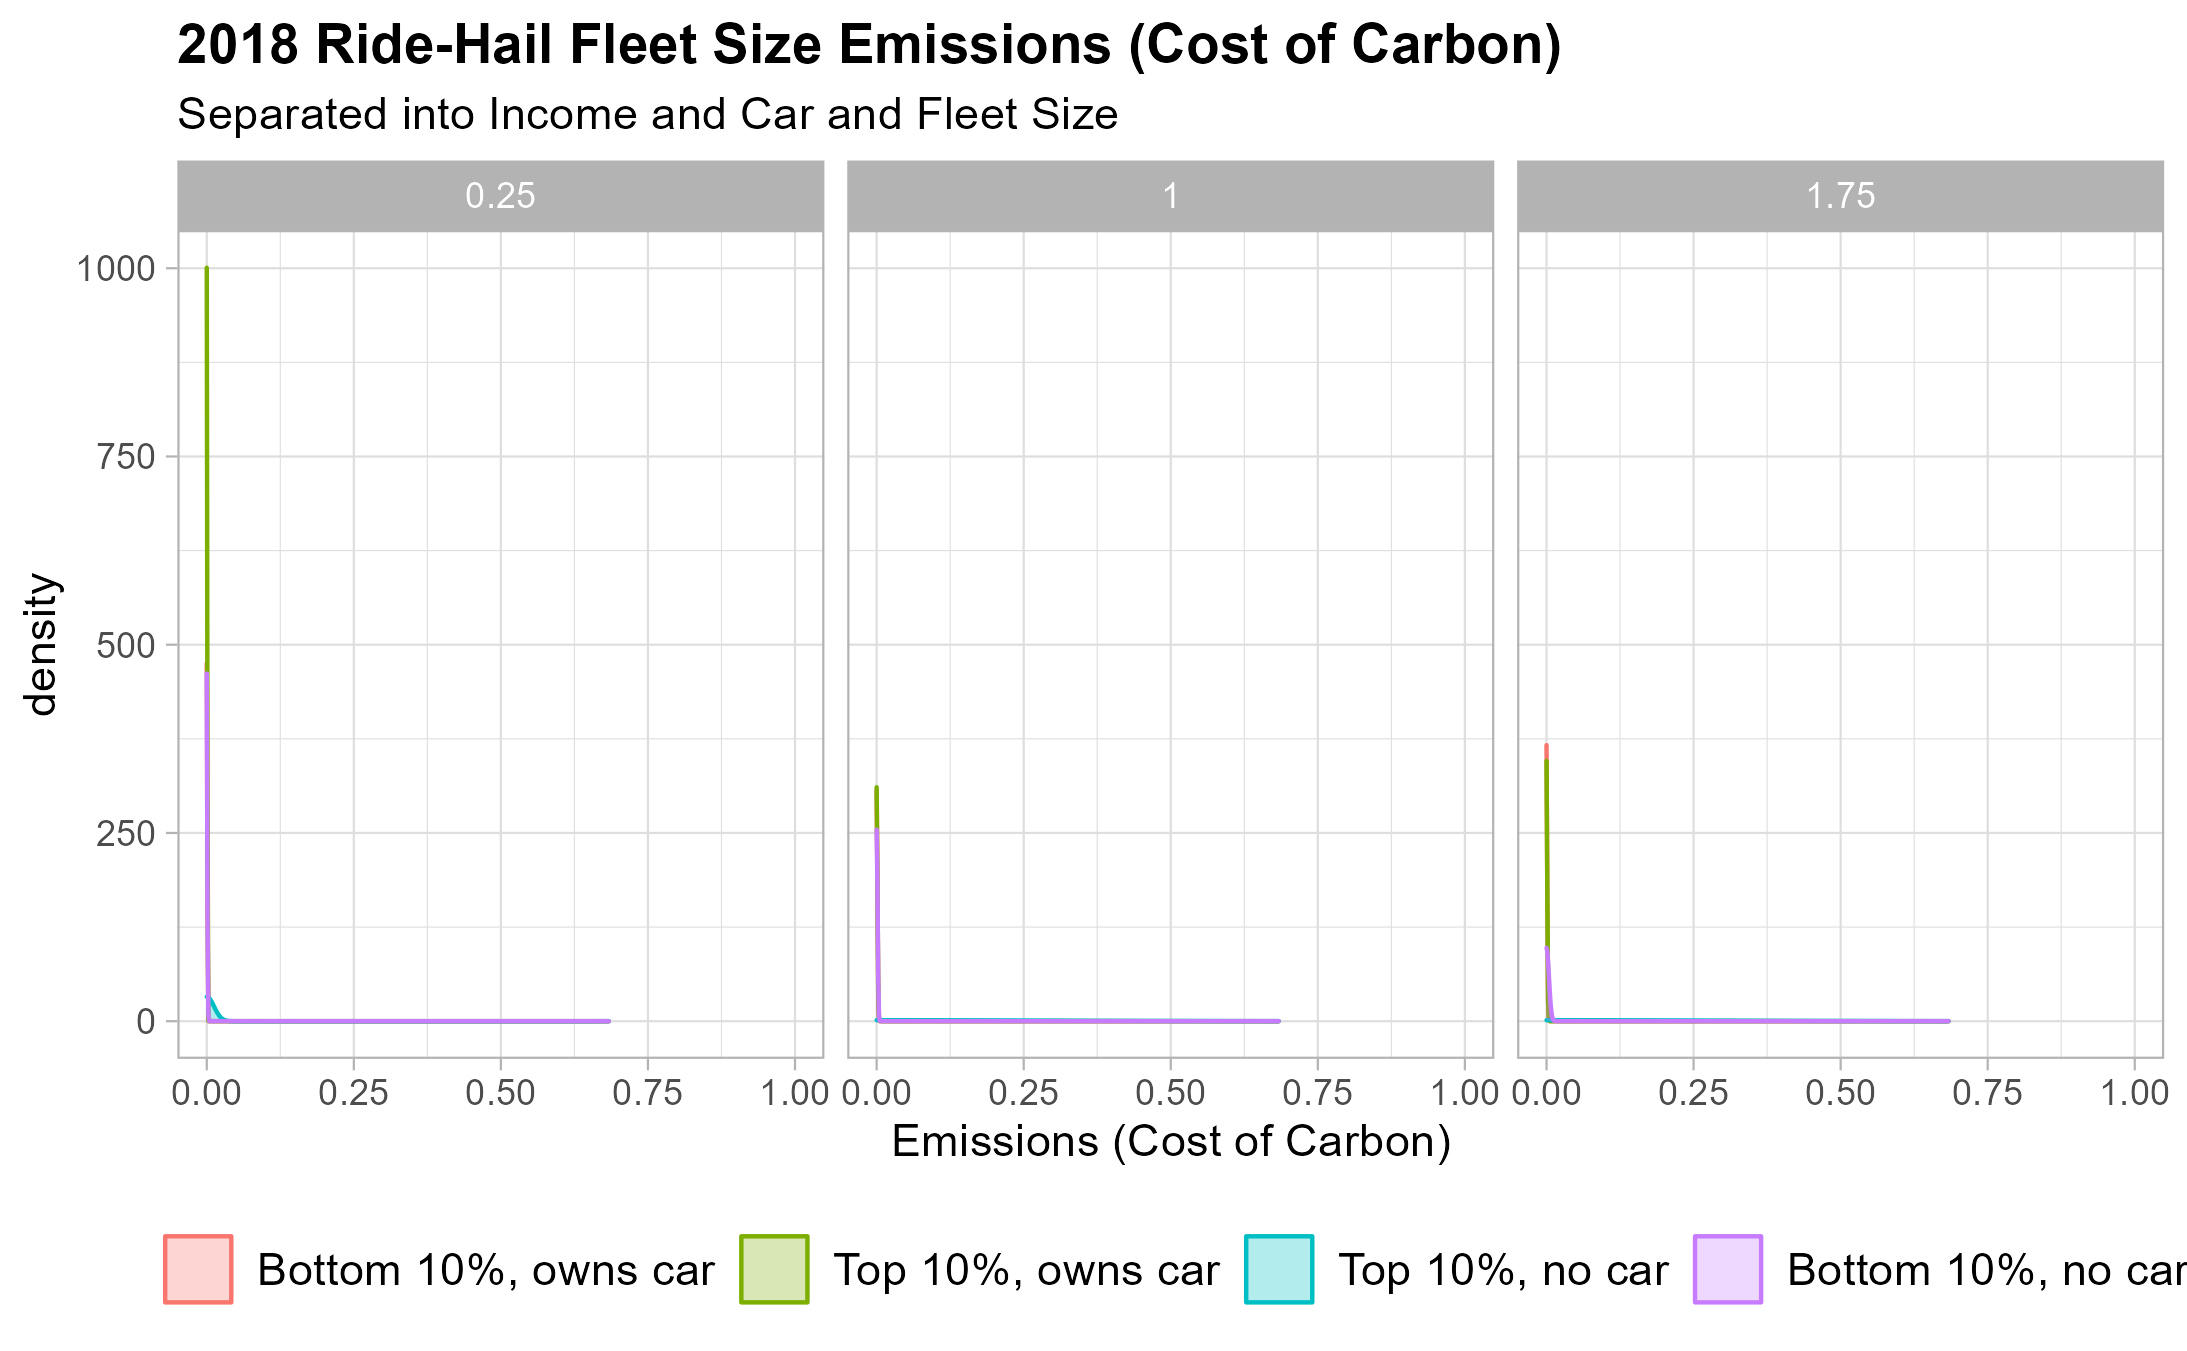 2018 Ride-Hail Fleet Size Emissions (Cost of Carbon)
Separated into Income and Car and Fleet Size
0.25 1 1.75
1000
750
500
250
0
density
0.00 0.25 0.50 0.75 1.00 0.00 0.25 0.50 0.75 1.00 0.00 0.25 0.50 0.75 1.00
Emissions (Cost of Carbon)
Bottom 10%, owns car Top 10%, owns car Top 10%, no car Bottom 10%, no car